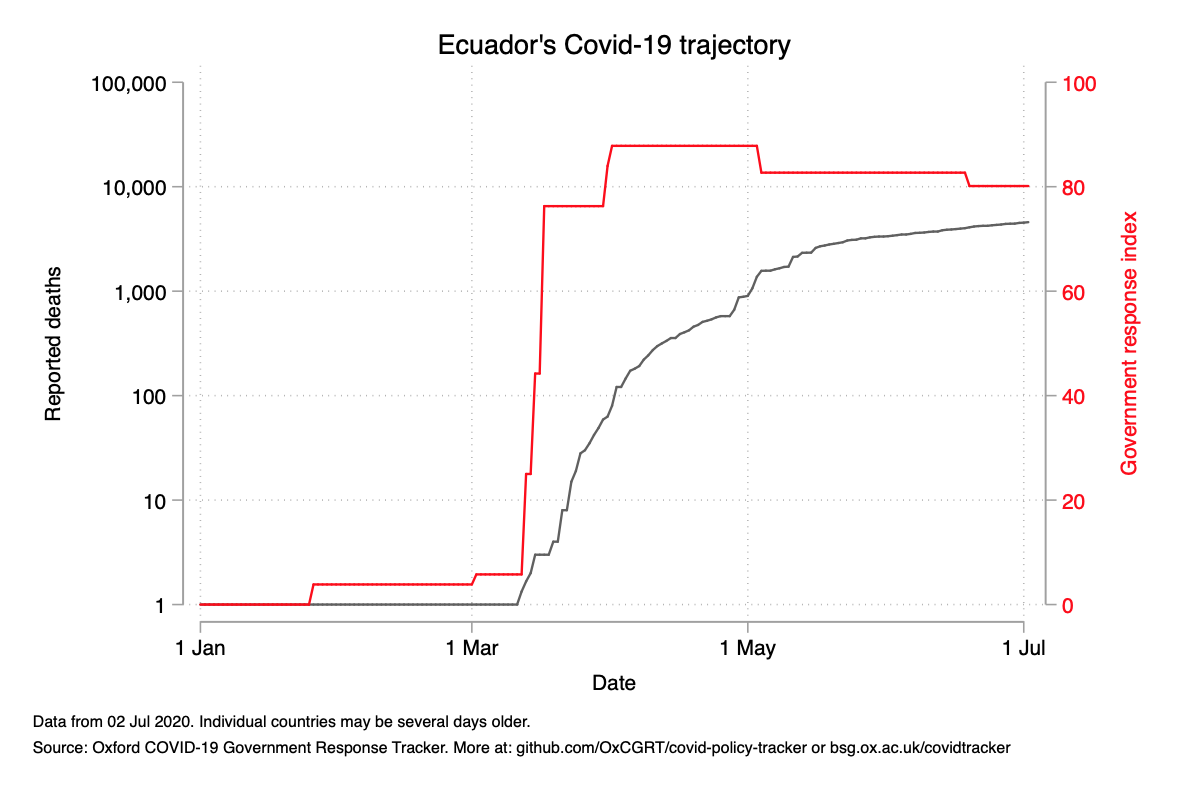 Ecuador's Covid-19 trajectory
100,000
10,000
1,000
100
10
1
Reported deaths
100
80
60
40
20
0
Government response index
1 Jan
1 Mar
1 May
1 Jul
Date
Data from 02 Jul 2020. Individual countries may be several days older.
Source: Oxford COVID-19 Government Response Tracker. More at: github.com/OxCGRT/covid-policy-tracker or bsg.ox.ac.uk/covidtracker